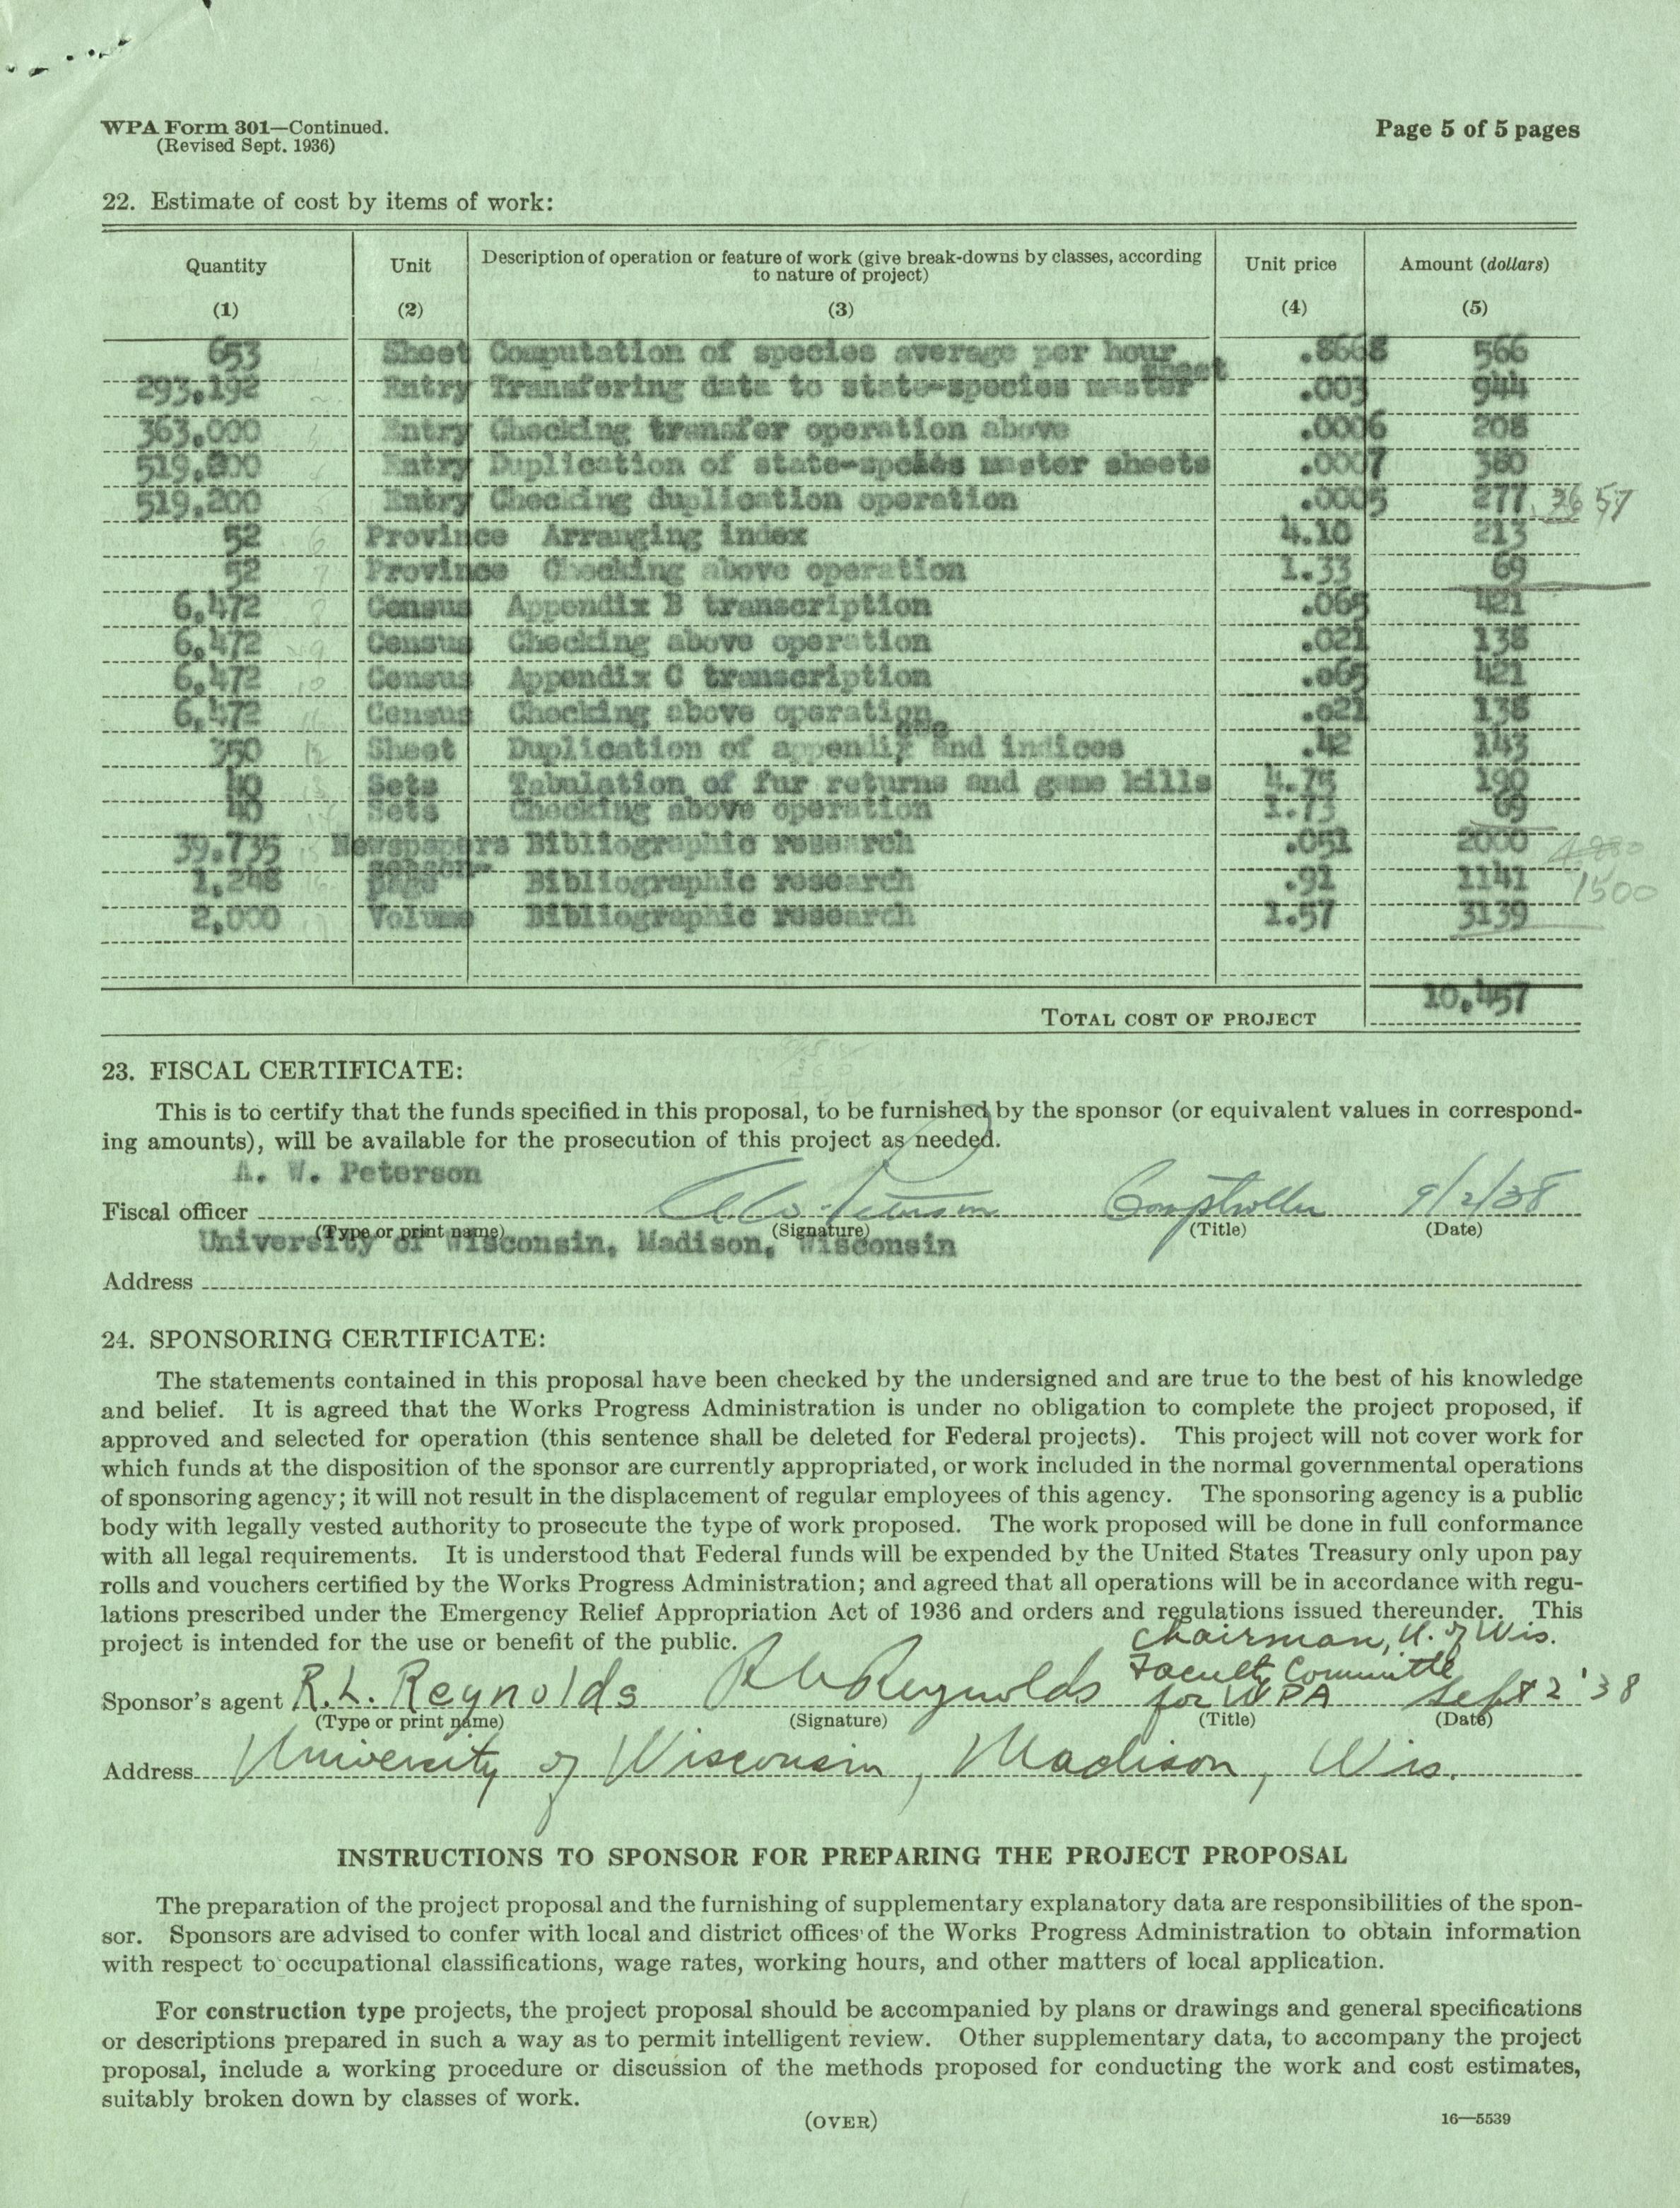 WPA Form 301—Continued.
(Revised Sept. 1936)
Page 5 of 5 pages
22. Estimate of cost by items of work:
Quantity Unit Description of operation or feature of work (give break-downs by classes, according to nature of project) Unit price Amount (dollars)
(1) (2) (3) (4) (5)
653 Sheet Computation of species average per hour .8668 566
293,192 Entry Transfering data to state-species master sheet .003 944
363,000 Entry Checking transfer operation above .0006 208
519,200 Entry Duplication of state-species master sheets .0007 380
519,200 Entry Checking duplication operation .0005 277 3657
52 6 Province Arranging index 4.10 213
52 7 Province Checking above operation 1.33 69
6,472 8 Census Appendix B transcription .065 421
6,472 9 Census Checking above operation .021 138
6,472 10 Census Appendix C transcription .065 421
6,472 11 Census Checking above operation .021 138
350 12 Sheet Duplication of appendices and indices .42 143
40 13 Sets Tabulation of fur returns and game kills 4.75 190
40 14 Sets Checking above operation 1.73 69
39,735 15 Newspapers Bibliographic research .051 2000
1,248 16 page Bibliographic research .91 1141 1500
2,000 17 Volume Bibliographic research 1.57 3139
TOTAL COST OF PROJECT 10,457
23. FISCAL CERTIFICATE:
This is to certify that the funds specified in this proposal, to be furnished by the sponsor (or equivalent values in correspond-
ing amounts), will be available for the prosecution of this project as needed.
A. W. Peterson
Fiscal officer A W Peterson Comptroller 9/2/38
(Type or print name) (Signature) (Title) (Date)
University of Wisconsin, Madison, Wisconsin
Address
24. SPONSORING CERTIFICATE:
The statements contained in this proposal have been checked by the undersigned and are true to the best of his knowledge
and belief. It is agreed that the Works Progress Administration is under no obligation to complete the project proposed, if
approved and selected for operation (this sentence shall be deleted for Federal projects). This project will not cover work for
which funds at the disposition of the sponsor are currently appropriated, or work included in the normal governmental operations
of sponsoring agency; it will not result in the displacement of regular employees of this agency. The sponsoring agency is a public
body with legally vested authority to prosecute the type of work proposed. The work proposed will be done in full conformance
with all legal requirements. It is understood that Federal funds will be expended by the United States Treasury only upon pay
rolls and vouchers certified by the Works Progress Administration; and agreed that all operations will be in accordance with regu-
lations prescribed under the Emergency Relief Appropriation Act of 1936 and orders and regulations issued thereunder. This
project is intended for the use or benefit of the public.
Chairman, U. of Wis.
Faculty Committee
Sponsor's agent R. L. Reynolds R L Reynolds for WPA Sept 2 '38
(Type or print name) (Signature) (Title) (Date)
Address University of Wisconsin, Madison, Wis.
INSTRUCTIONS TO SPONSOR FOR PREPARING THE PROJECT PROPOSAL
The preparation of the project proposal and the furnishing of supplementary explanatory data are responsibilities of the spon-
sor. Sponsors are advised to confer with local and district offices of the Works Progress Administration to obtain information
with respect to occupational classifications, wage rates, working hours, and other matters of local application.
For construction type projects, the project proposal should be accompanied by plans or drawings and general specifications
or descriptions prepared in such a way as to permit intelligent review. Other supplementary data, to accompany the project
proposal, include a working procedure or discussion of the methods proposed for conducting the work and cost estimates,
suitably broken down by classes of work.
(OVER)
16—5539